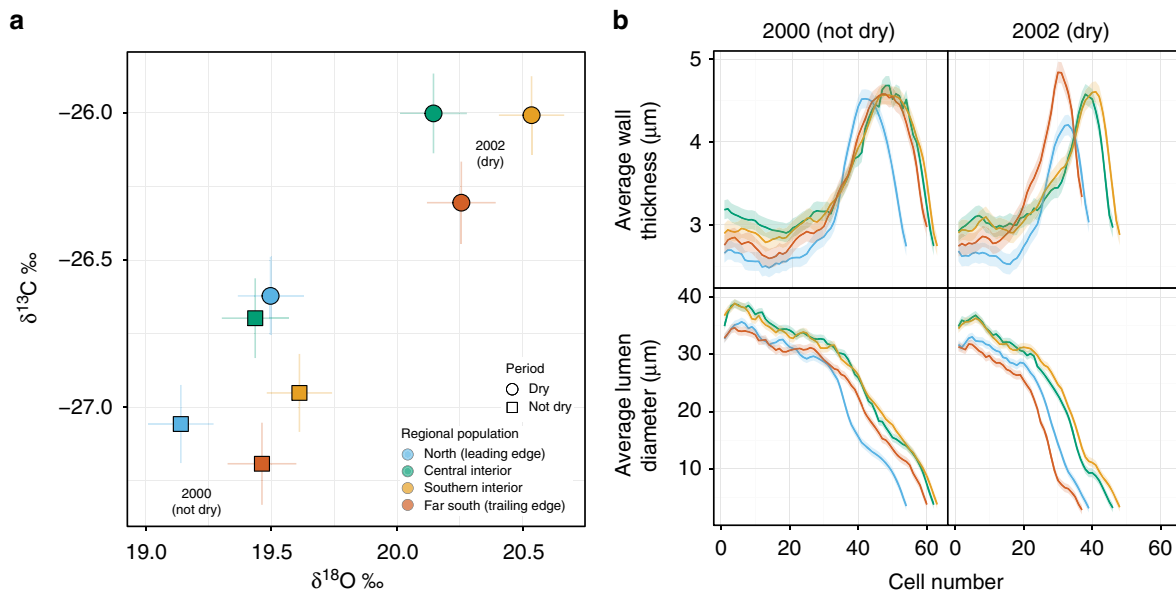 a
−26.0
−26.5
−27.0
δ13C ‰
19.0
19.5
20.0
20.5
δ18O ‰
2002
(dry)
2000
(not dry)
Period
Dry
Not dry
Regional population
North (leading edge)
Central interior
Southern interior
Far south (trailing edge)
b
2000 (not dry)
2002 (dry)
Average wall
thickness (μm)
5
4
3
Average lumen
diameter (μm)
40
30
20
10
0
20
40
60
0
20
40
60
Cell number